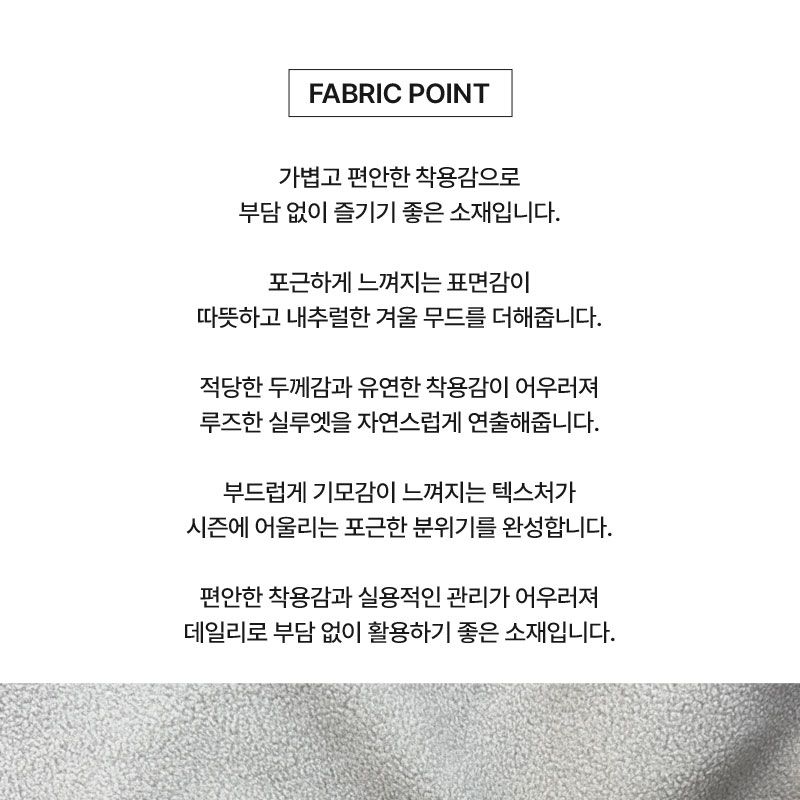 FABRIC POINT
가볍고 편안한 착용감으로
부담 없이 즐기기 좋은 소재입니다.
포근하게 느껴지는 표면감이
따뜻하고 내추럴한 겨울 무드를 더해줍니다.
적당한 두께감과 유연한 착용감이 어우러져
루즈한 실루엣을 자연스럽게 연출해줍니다.
부드럽게 기모감이 느껴지는 텍스처가
시즌에 어울리는 포근한 분위기를 완성합니다.
편안한 착용감과 실용적인 관리가 어우러져
데일리로 부담 없이 활용하기 좋은 소재입니다.